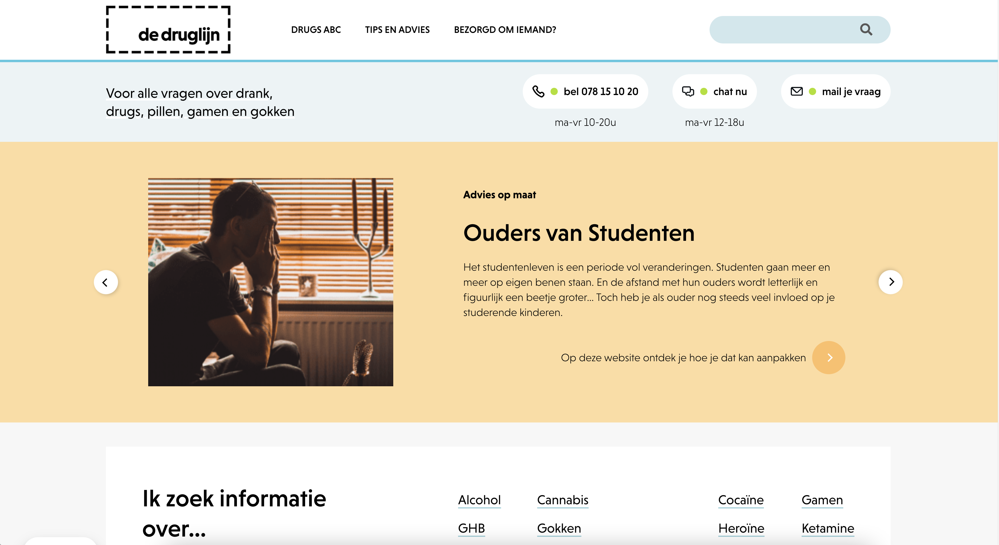 de druglijn
DRUGS ABC
TIPS EN ADVIES
BEZORGD OM IEMAND?
Voor alle vragen over drank,
drugs, pillen, gamen en gokken
bel 078 15 10 20
ma-vr 10-20u
chat nu
ma-vr 12-18u
mail je vraag
Advies op maat
Ouders van Studenten
Het studentenleven is een periode vol veranderingen. Studenten gaan meer en
meer op eigen benen staan. En de afstand met hun ouders wordt letterlijk en
figuurlijk een beetje groter... Toch heb je als ouder nog steeds veel invloed op je
studerende kinderen.
Op deze website ontdek je hoe je dat kan aanpakken
Ik zoek informatie
over...
Alcohol
Cannabis
Cocaïne
Gamen
GHB
Gokken
Heroïne
Ketamine